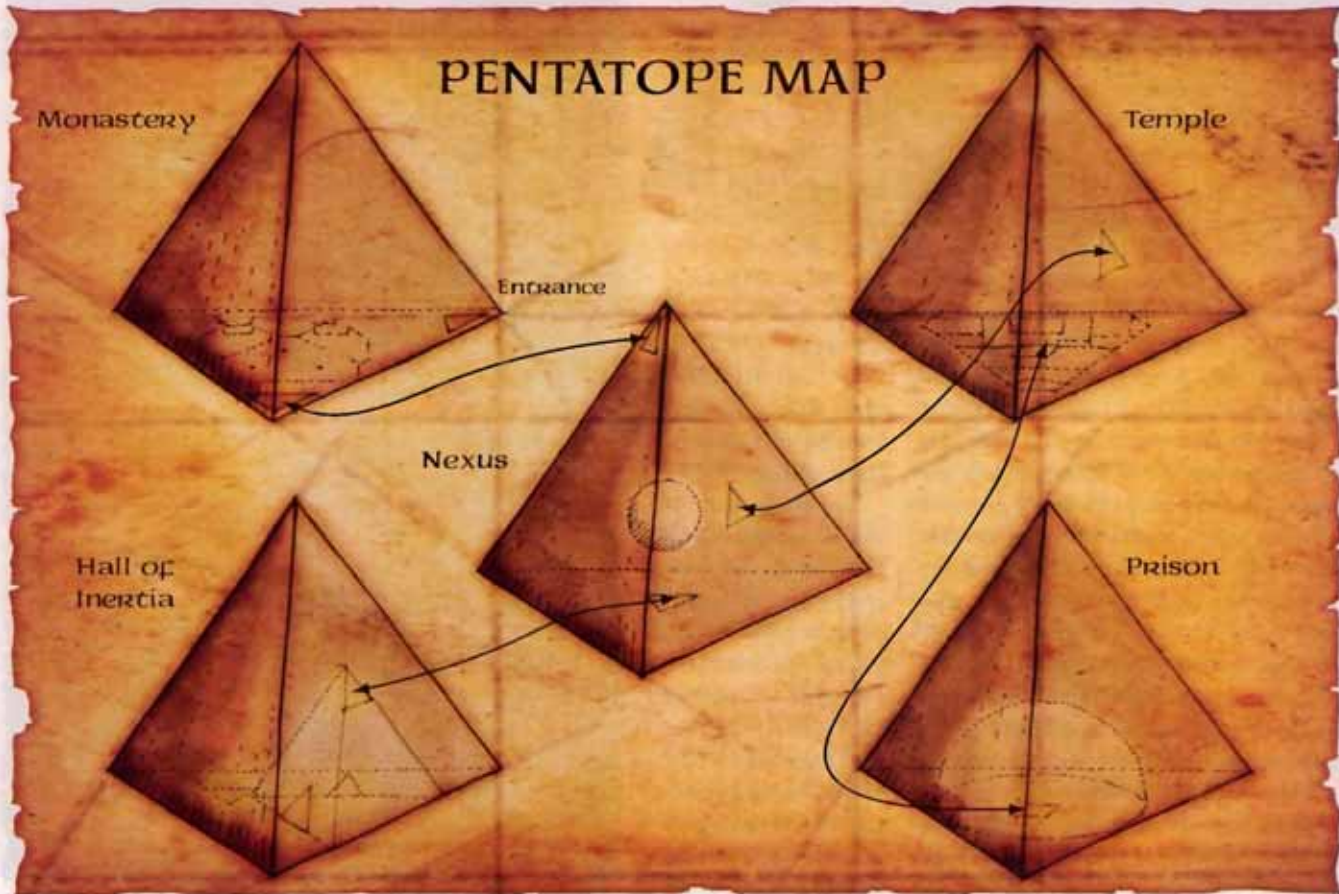 PENTATOPE MAP
Monastery
Temple
Entrance
Nexus
Hall of
Inertia
Prison